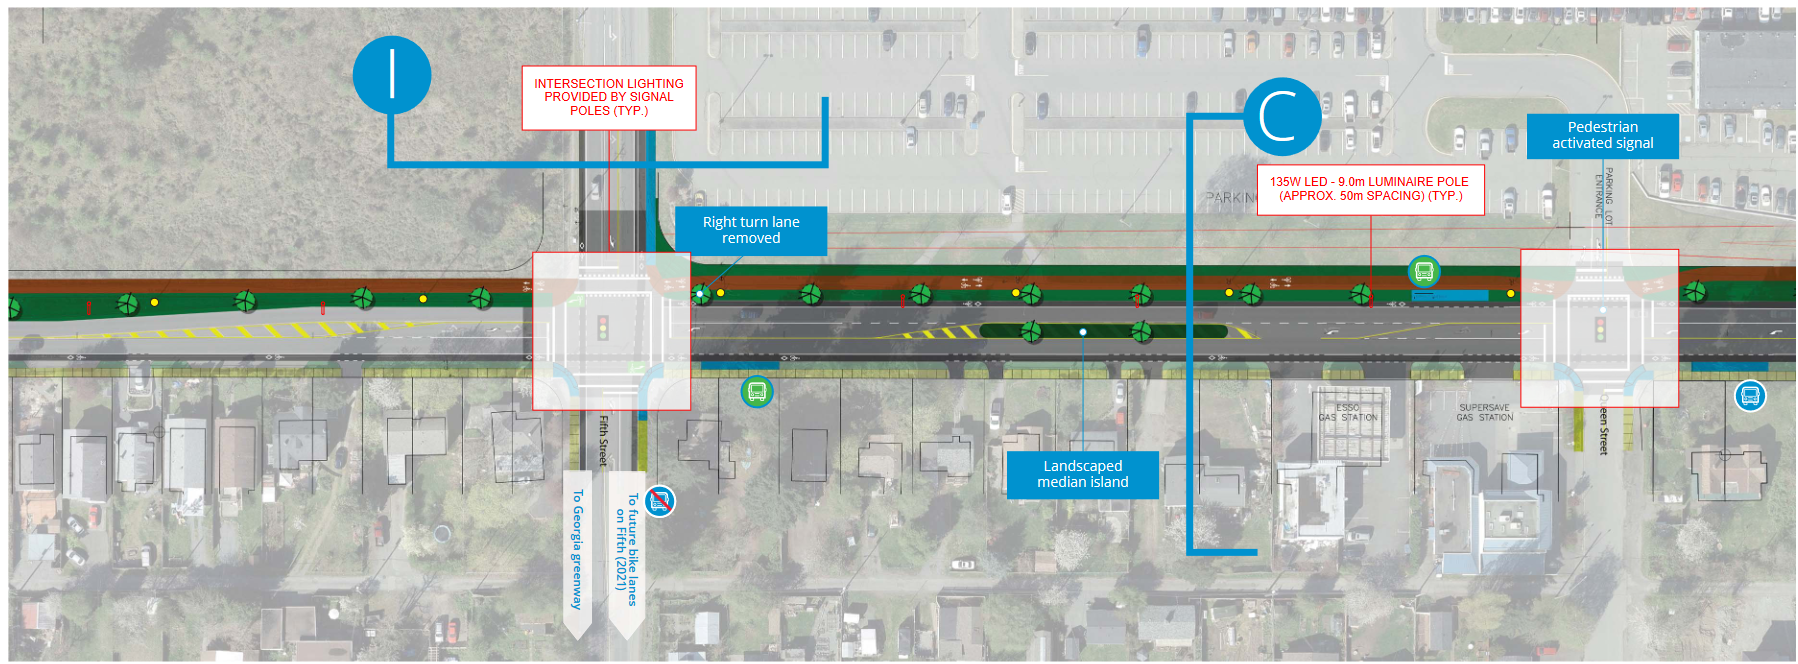 I
INTERSECTION LIGHTING
PROVIDED BY SIGNAL
POLES (TYP.)
C
Pedestrian
activated signal
135W LED - 9.0m LUMINAIRE POLE
(APPROX. 50m SPACING) (TYP.)
PARKING LOT
ENTRANCE
Right turn lane
removed
ESSO
GAS STATION
SUPERSAVE
GAS STATION
Fifth Street
Queen Street
Landscaped
median island
To Georgia greenway
To future bike lanes
on Fifth (2021)